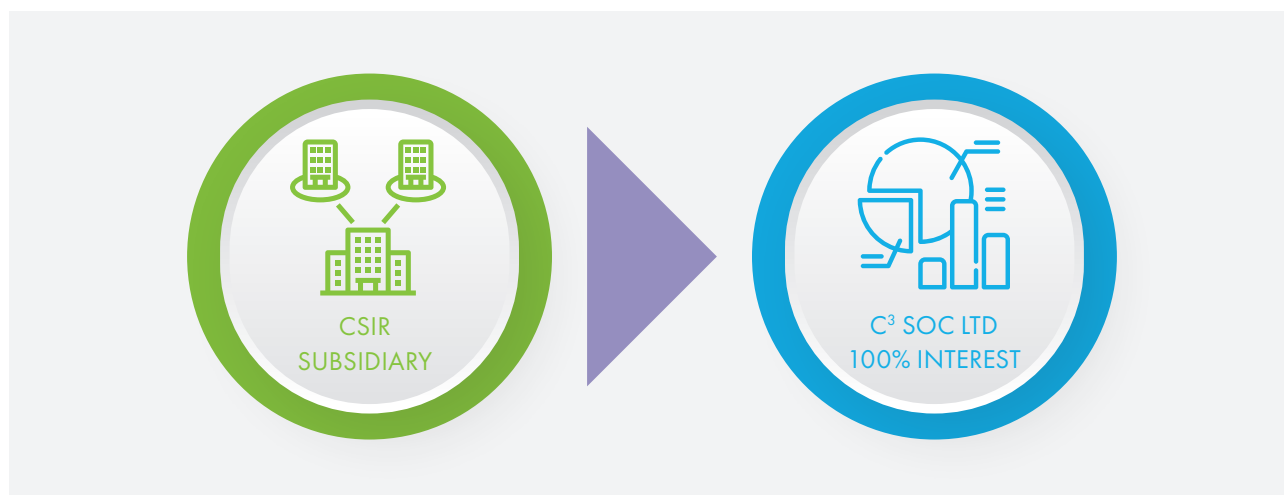 CSIR
SUBSIDIARY
C³ SOC LTD
100% INTEREST